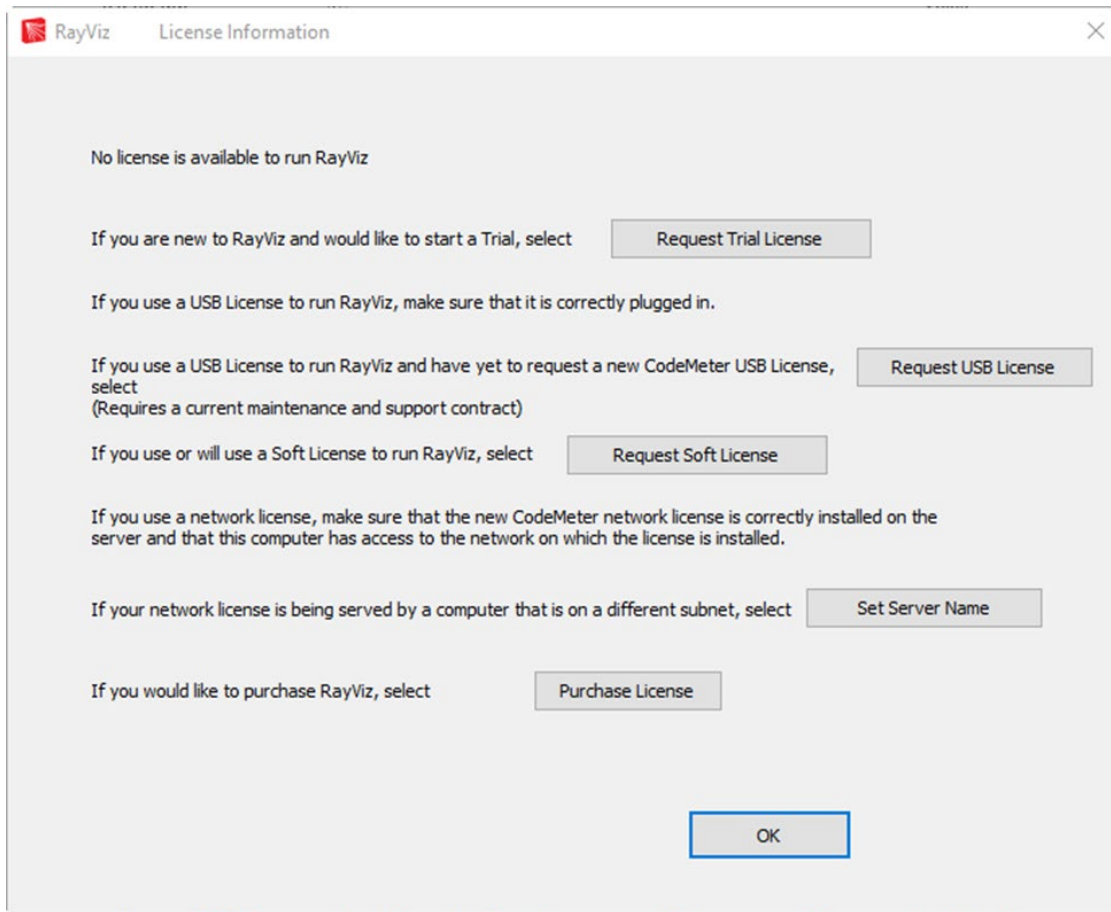 RayViz License Information
No license is available to run RayViz
If you are new to RayViz and would like to start a Trial, select Request Trial License
If you use a USB License to run RayViz, make sure that it is correctly plugged in.
If you use a USB License to run RayViz and have yet to request a new CodeMeter USB License, Request USB License
select
(Requires a current maintenance and support contract)
If you use or will use a Soft License to run RayViz, select Request Soft License
If you use a network license, make sure that the new CodeMeter network license is correctly installed on the
server and that this computer has access to the network on which the license is installed.
If your network license is being served by a computer that is on a different subnet, select Set Server Name
If you would like to purchase RayViz, select Purchase License
OK